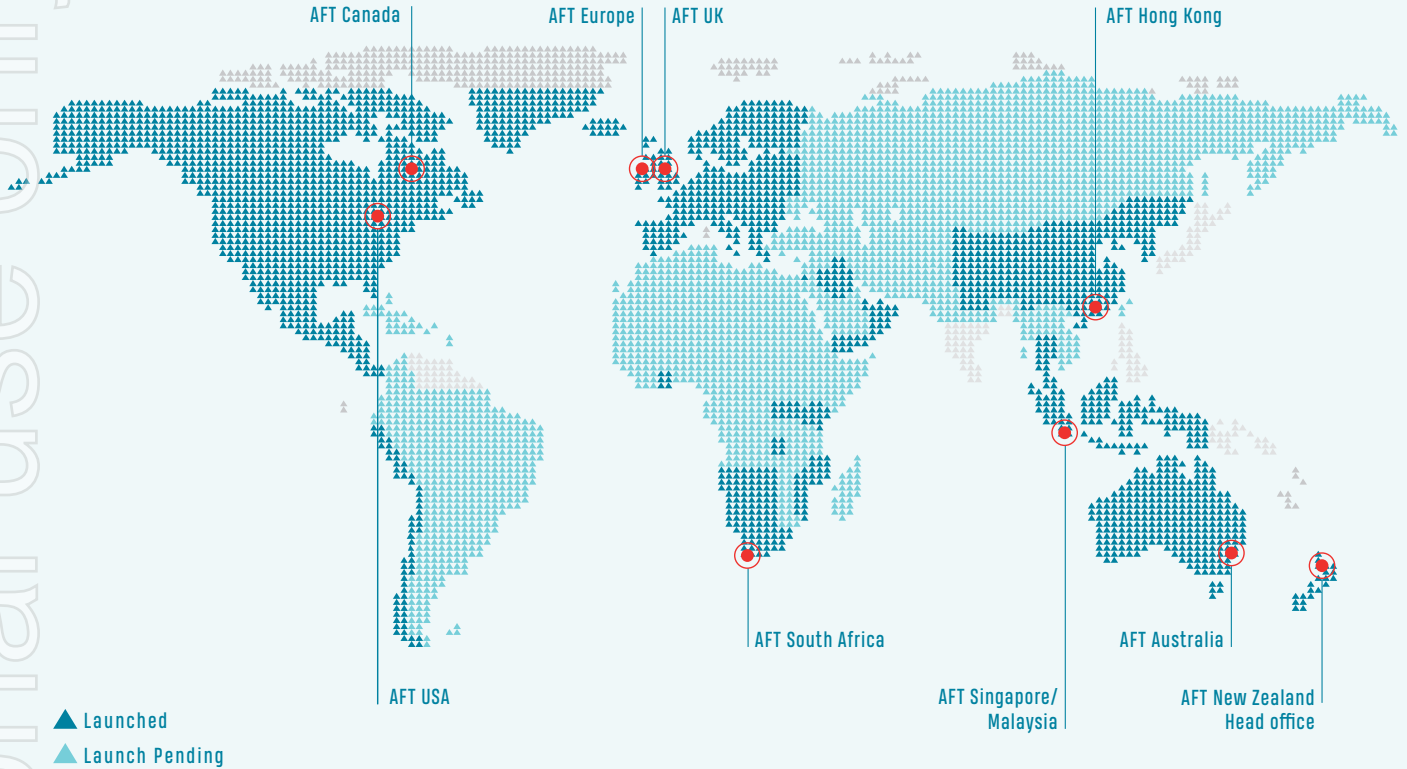 AFT Canada
AFT Europe
AFT UK
AFT Hong Kong
AFT South Africa
AFT Australia
AFT USA
AFT Singapore/
Malaysia
AFT New Zealand
Head office
Launched
Launch Pending